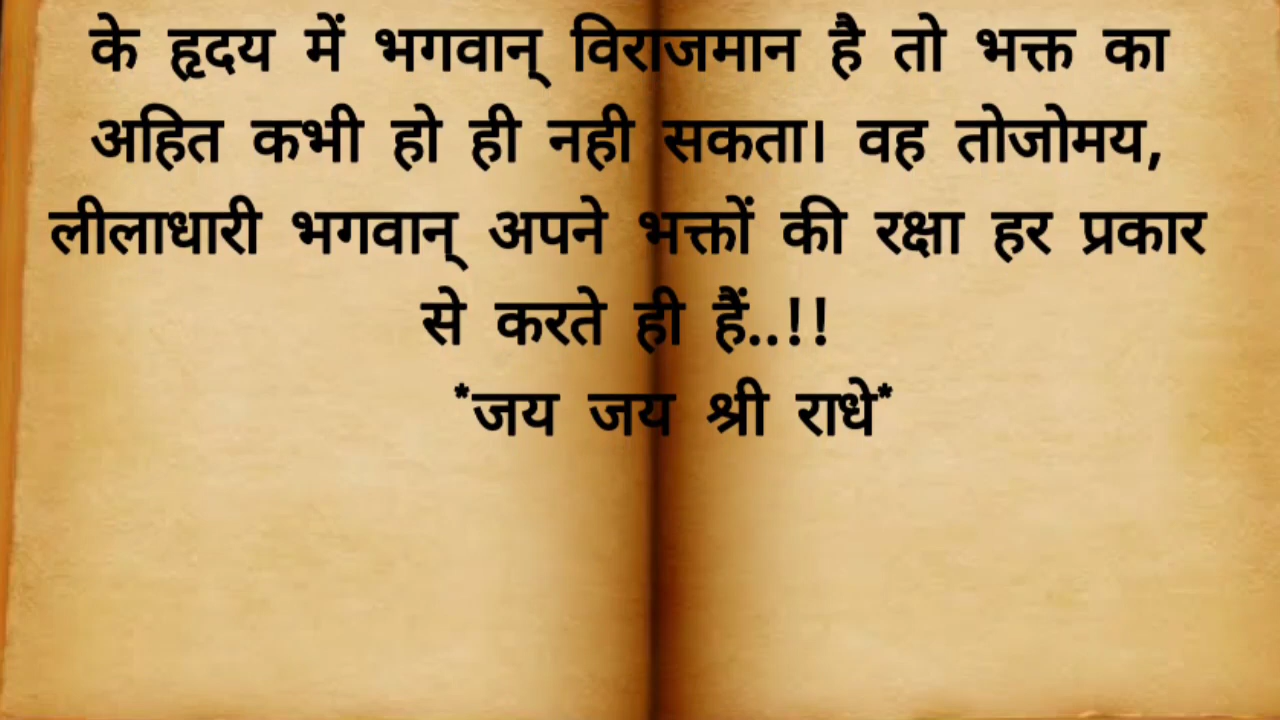 के हृदय में भगवान् विराजमान है तो भक्त का
अहित कभी हो ही नही सकता। वह तोजोमय,
लीलाधारी भगवान् अपने भक्तों की रक्षा हर प्रकार
से करते ही हैं..!!
*जय जय श्री राधे*